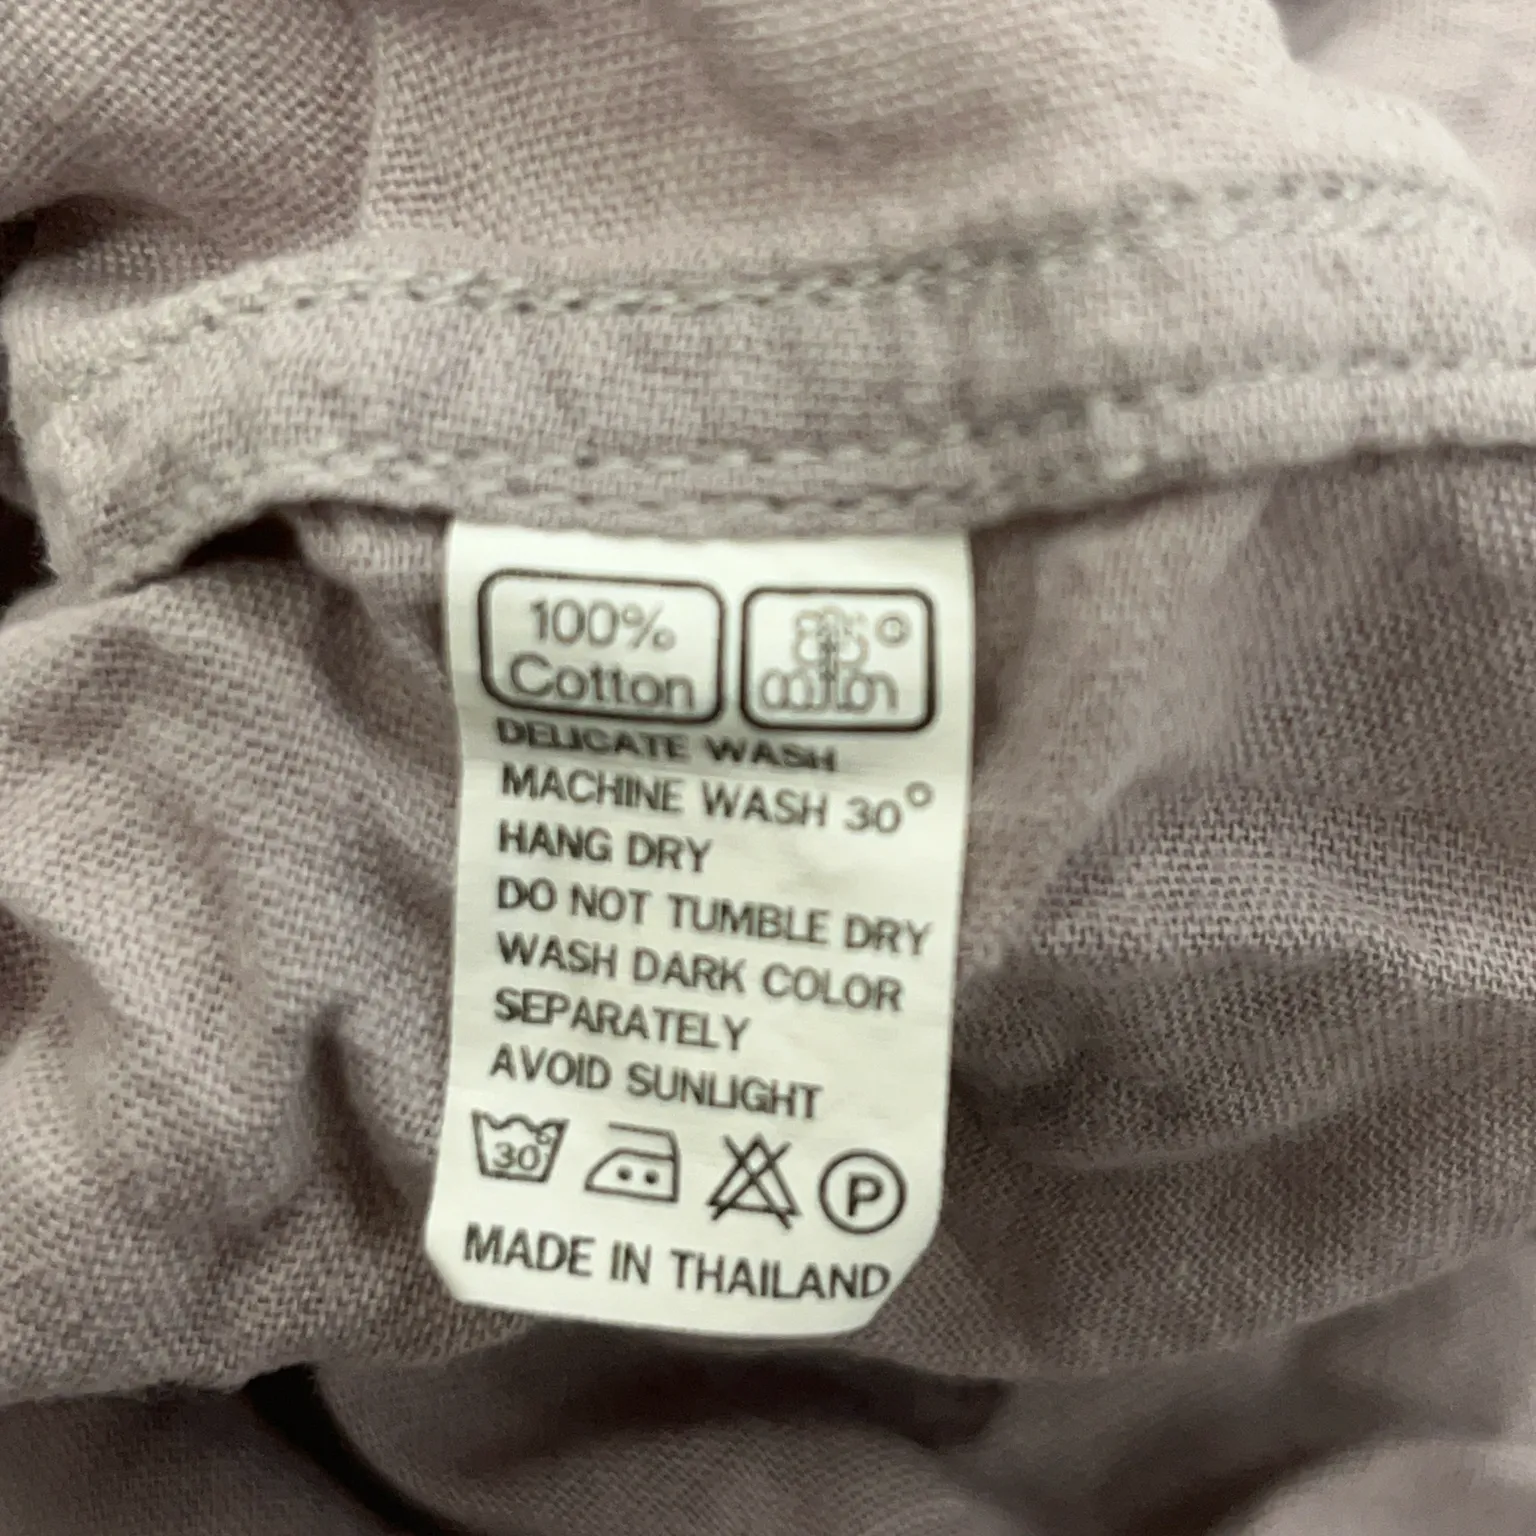 100%
Cotton
cotton
DELICATE WASH
MACHINE WASH 30°
HANG DRY
DO NOT TUMBLE DRY
WASH DARK COLOR
SEPARATELY
AVOID SUNLIGHT
30°
P
MADE IN THAILAND